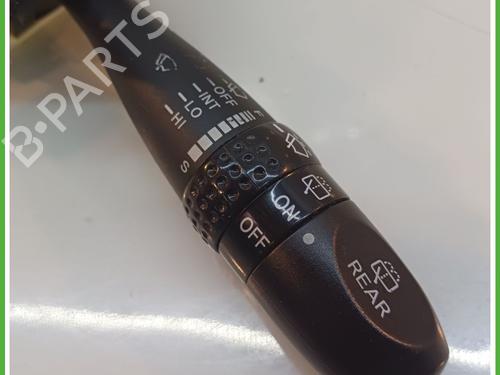 B-PARTS
OFF
INT
LO
HI
S
F
ON
OFF
REAR